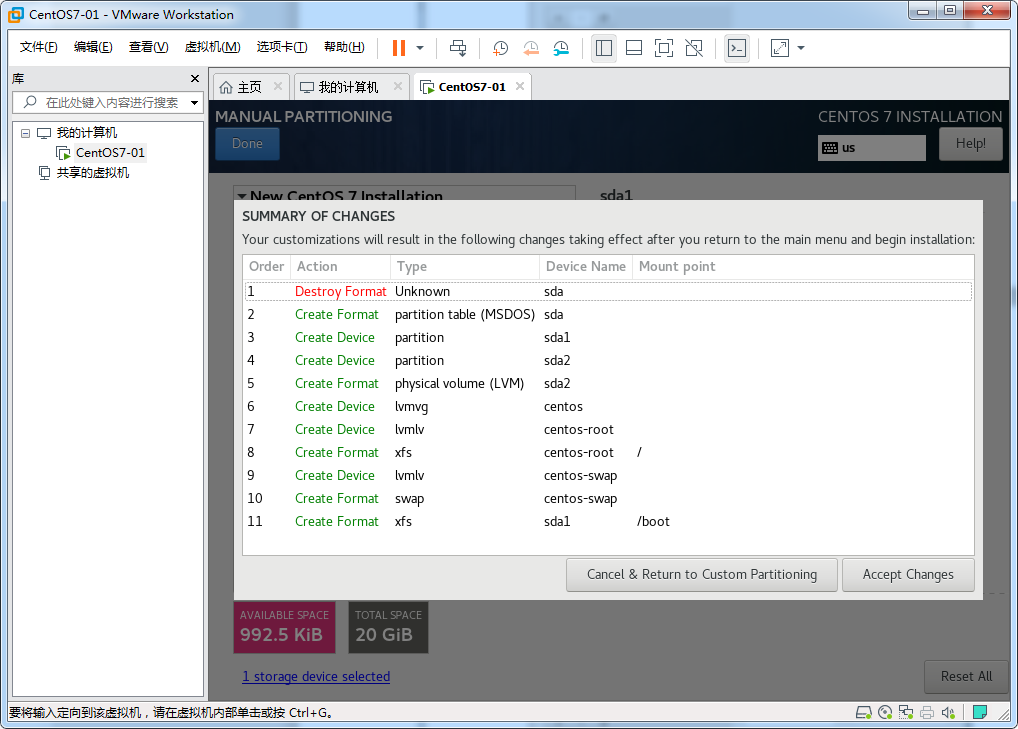 CentOS7-01 - VMware Workstation
文件(F) 编辑(E) 查看(V) 虚拟机(M) 选项卡(T) 帮助(H)
库
在此处键入内容进行搜索
我的计算机
CentOS7-01
共享的虚拟机
主页 我的计算机 CentOS7-01
MANUAL PARTITIONING
CENTOS 7 INSTALLATION
Done
us
Help!
New CentOS 7 Installation
sda1
SUMMARY OF CHANGES
Your customizations will result in the following changes taking effect after you return to the main menu and begin installation:
Order Action Type Device Name Mount point
1 Destroy Format Unknown sda
2 Create Format partition table (MSDOS) sda
3 Create Device partition sda1
4 Create Device partition sda2
5 Create Format physical volume (LVM) sda2
6 Create Device lvmvg centos
7 Create Device lvmlv centos-root
8 Create Format xfs centos-root /
9 Create Device lvmlv centos-swap
10 Create Format swap centos-swap
11 Create Format xfs sda1 /boot
Cancel & Return to Custom Partitioning Accept Changes
AVAILABLE SPACE
992.5 KiB
TOTAL SPACE
20 GiB
1 storage device selected
Reset All
要将输入定向到该虚拟机，请在虚拟机内部单击或按 Ctrl+G。